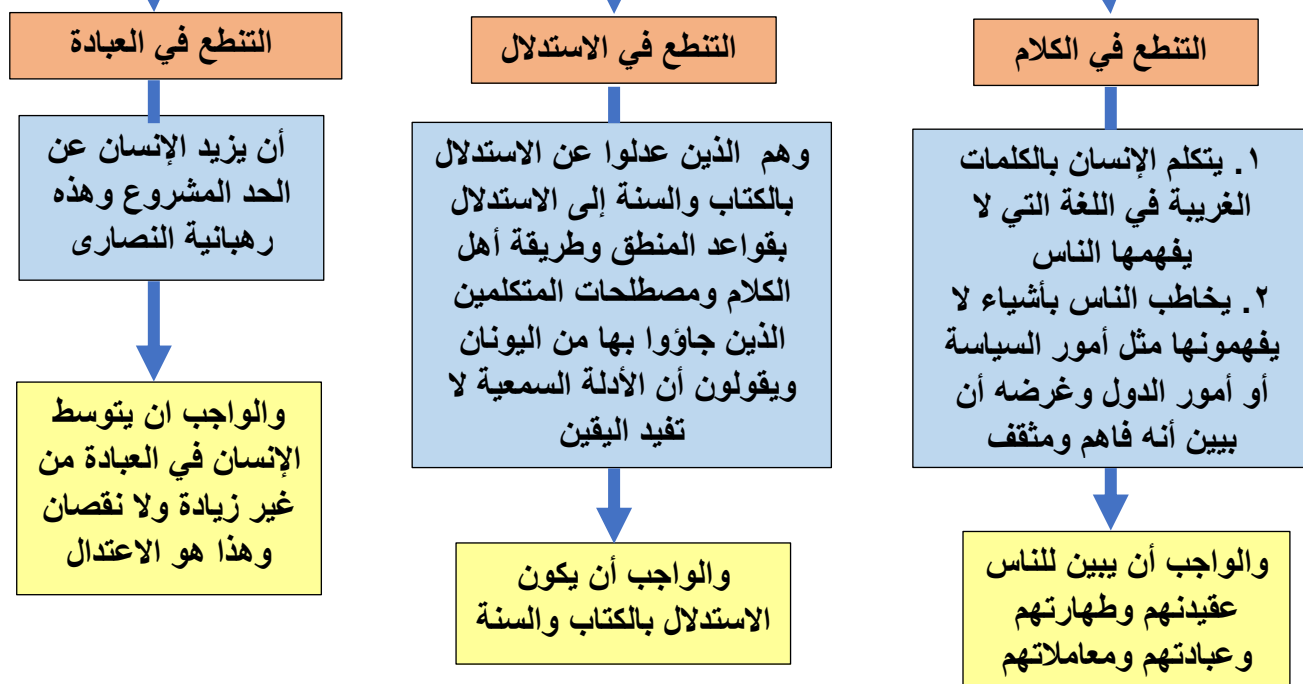 التنطع في الكلام
١. يتكلم الإنسان بالكلمات
الغريبة في اللغة التي لا
يفهمها الناس
٢. يخاطب الناس بأشياء لا
يفهمونها مثل أمور السياسة
أو أمور الدول وغرضه أن
بيين أنه فاهم ومثقف
والواجب أن يبين للناس
عقيدنهم وطهارتهم
وعبادتهم ومعاملاتهم
التنطع في الاستدلال
وهم الذين عدلوا عن الاستدلال
بالكتاب والسنة إلى الاستدلال
بقواعد المنطق وطريقة أهل
الكلام ومصطلحات المتكلمين
الذين جاؤوا بها من اليونان
ويقولون أن الأدلة السمعية لا
تفيد اليقين
والواجب أن يكون
الاستدلال بالكتاب والسنة
التنطع في العبادة
أن يزيد الإنسان عن
الحد المشروع وهذه
رهبانية النصارى
والواجب ان يتوسط
الإنسان في العبادة من
غير زيادة ولا نقصان
وهذا هو الاعتدال